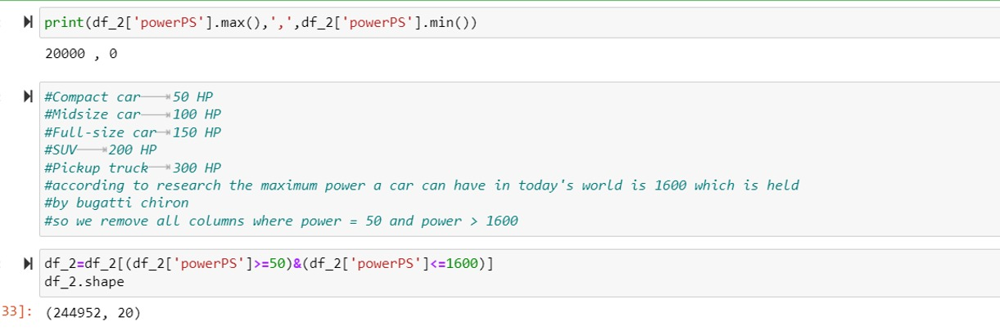 print(df_2['powerPS'].max(),',',df_2['powerPS'].min())
20000 , 0
#Compact car 50 HP
#Midsize car 100 HP
#Full-size car 150 HP
#SUV 200 HP
#Pickup truck 300 HP
#according to research the maximum power a car can have in today's world is 1600 which is held
#by bugatti chiron
#so we remove all columns where power = 50 and power > 1600
df_2=df_2[(df_2['powerPS']>=50)&(df_2['powerPS']<=1600)]
df_2.shape
33]: (244952, 20)